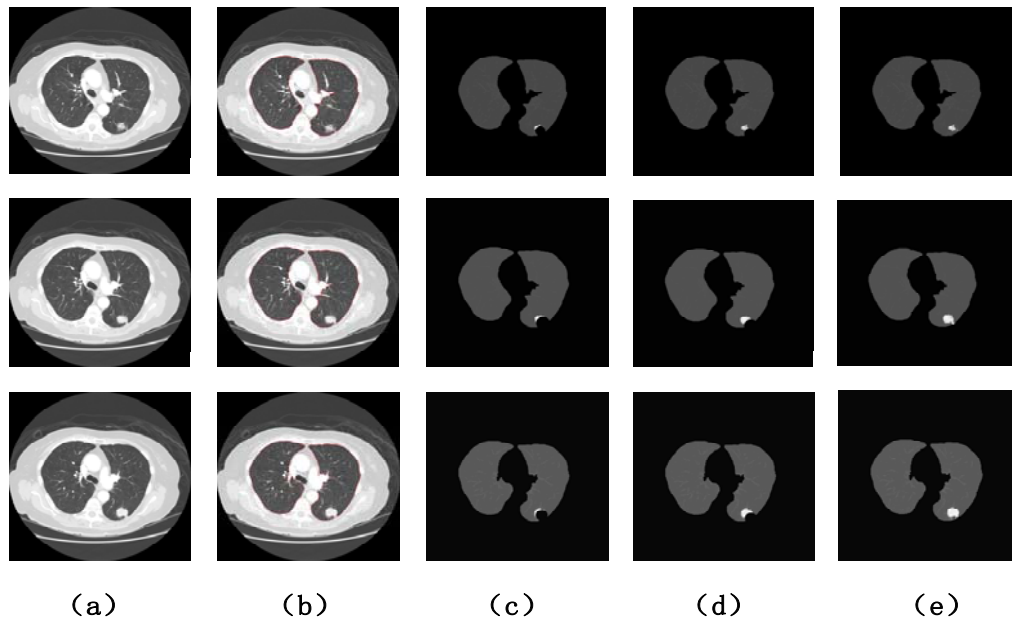 （a） （b） （c） （d） （e）